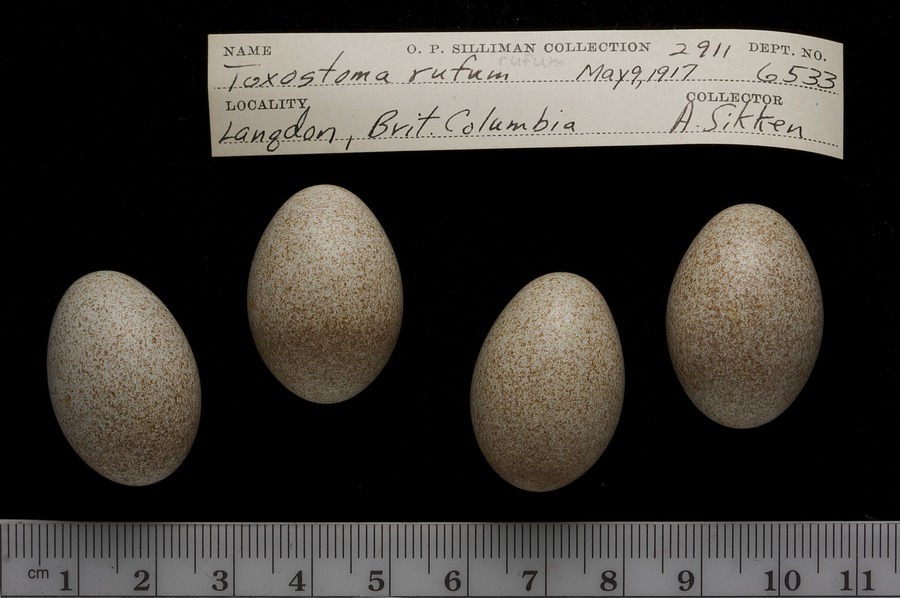 NAME O. P. SILLIMAN COLLECTION 2911 DEPT. NO.
rufum
Toxostoma rufum May 9, 1917 6533
LOCALITY COLLECTOR
Langdon, Brit. Columbia A. Sikken
cm 1 2 3 4 5 6 7 8 9 10 11